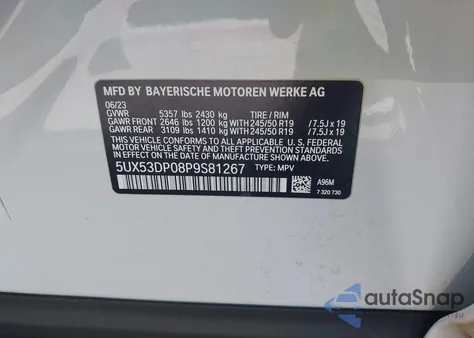 MFD BY BAYERISCHE MOTOREN WERKE AG
06/23
GVWR 5357 lbs 2430 kg TIRE / RIM
GAWR FRONT 2646 lbs 1200 kg 245/50 R19 / 7.5J x 19
GAWR REAR 3109 lbs 1410 kg 245/50 R19 / 7.5J x 19
THIS VEHICLE CONFORMS TO ALL APPLICABLE U.S. FEDERAL
MOTOR VEHICLE SAFETY AND THEFT PREVENTION STANDARDS
IN EFFECT ON THE DATE OF MANUFACTURE SHOWN ABOVE.
5UX53DP08P9S81267 TYPE: MPV
A96M
7 320 730
autaSnap